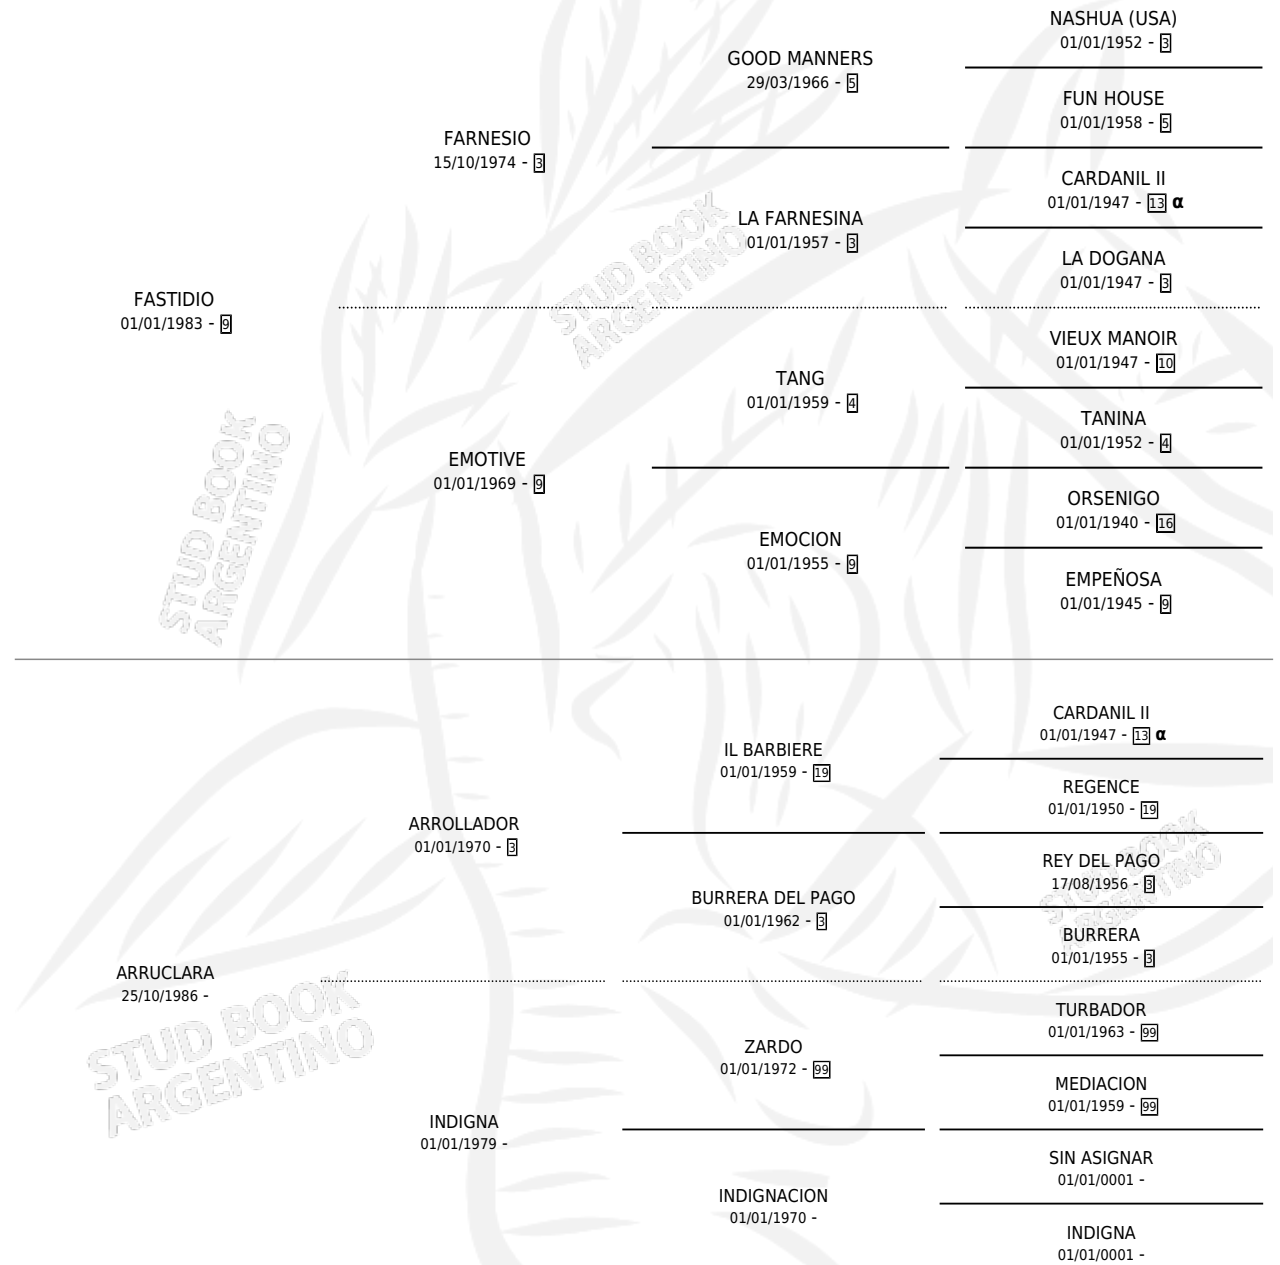 NASHUA (USA)
01/01/1952 - 3
GOOD MANNERS
29/03/1966 - 5
FUN HOUSE
01/01/1958 - 5
FARNESIO
15/10/1974 - 3
CARDANIL II
01/01/1947 - 13 α
LA FARNESINA
01/01/1957 - 3
LA DOGANA
01/01/1947 - 3
FASTIDIO
01/01/1983 - 9
VIEUX MANOIR
01/01/1947 - 10
TANG
01/01/1959 - 4
TANINA
01/01/1952 - 4
EMOTIVE
01/01/1969 - 9
ORSENIGO
01/01/1940 - 16
EMOCION
01/01/1955 - 9
EMPEÑOSA
01/01/1945 - 9
STUD BOOK
ARGENTINO
STUD BOOK
ARGENTINO
CARDANIL II
01/01/1947 - 13 α
IL BARBIERE
01/01/1959 - 19
REGENCE
01/01/1950 - 19
ARROLLADOR
01/01/1970 - 3
REY DEL PAGO
17/08/1956 - 3
BURRERA DEL PAGO
01/01/1962 - 3
BURRERA
01/01/1955 - 3
ARRUCLARA
25/10/1986 -
TURBADOR
01/01/1963 - 99
ZARDO
01/01/1972 - 99
MEDIACION
01/01/1959 - 99
INDIGNA
01/01/1979 -
SIN ASIGNAR
01/01/0001 -
INDIGNACION
01/01/1970 -
INDIGNA
01/01/0001 -
STUD BOOK
ARGENTINO
STUD BOOK
ARGENTINO